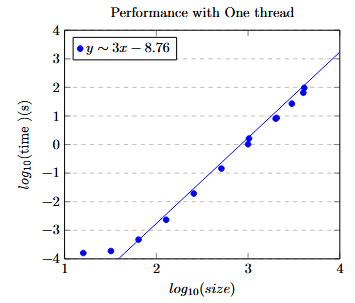 Performance with One thread
y ∼ 3x − 8.76
log₁₀(time )(s)
4
3
2
1
0
−1
−2
−3
−4
1 2 3 4
log₁₀(size)